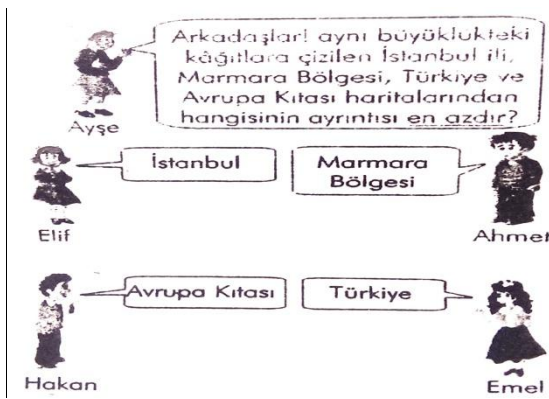 Arkadaşlar! aynı büyüklükteki
kâğıtlara çizilen İstanbul ili,
Marmara Bölgesi, Türkiye ve
Avrupa Kıtası haritalarından
hangisinin ayrıntısı en azdır?
Ayşe
İstanbul
Marmara
Bölgesi
Elif
Ahmet
Avrupa Kıtası
Türkiye
Hakan
Emel